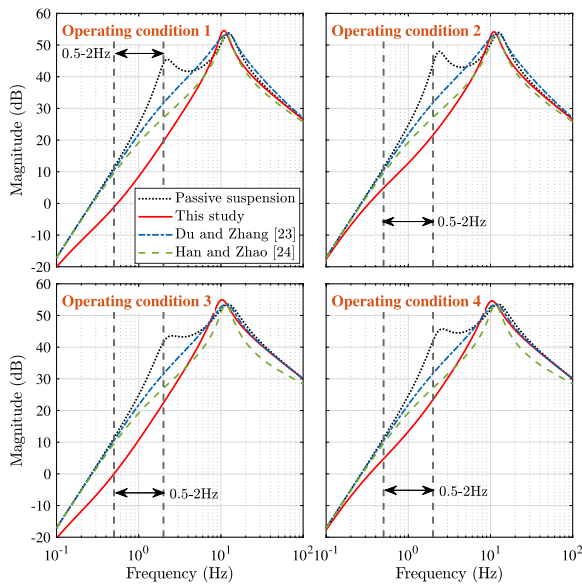 Operating condition 1
Operating condition 2
60
50
40
30
20
10
0
10
20
Magnitude (dB)
0.5-2Hz
Passive suspension
This study
Du and Zhang [23]
Han and Zhao [24]
0.5-2Hz
Operating condition 3
Operating condition 4
60
50
40
30
20
10
0
-10
-20
Magnitude (dB)
0.5-2Hz
0.5-2Hz
10^-1
10^0
10^1
10^2
10^-1
10^0
10^1
10^2
Frequency (Hz)
Frequency (Hz)